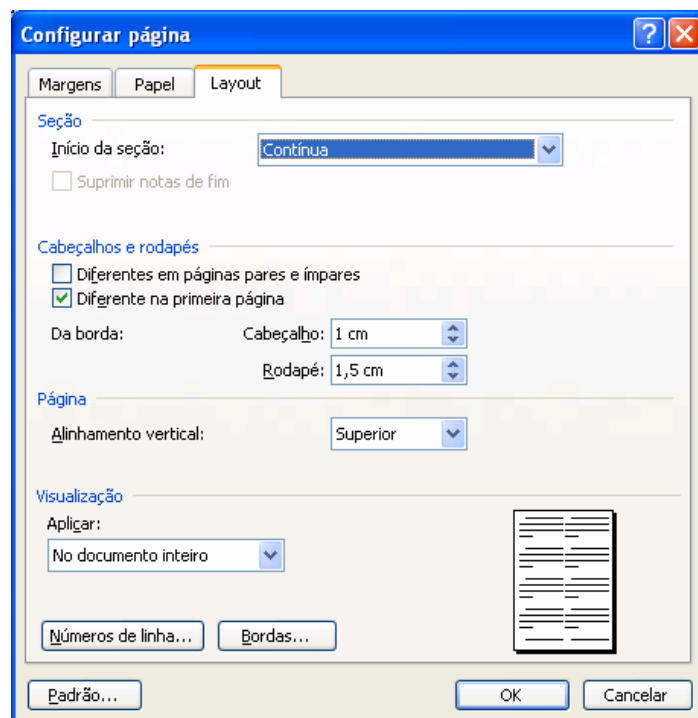 Configurar página
Margens Papel Layout
Seção
Início da seção: Contínua
Suprimir notas de fim
Cabeçalhos e rodapés
Diferentes em páginas pares e ímpares
Diferente na primeira página
Da borda: Cabeçalho: 1 cm
Rodapé: 1,5 cm
Página
Alinhamento vertical: Superior
Visualização
Aplicar:
No documento inteiro
Números de linha... Bordas...
Padrão... OK Cancelar